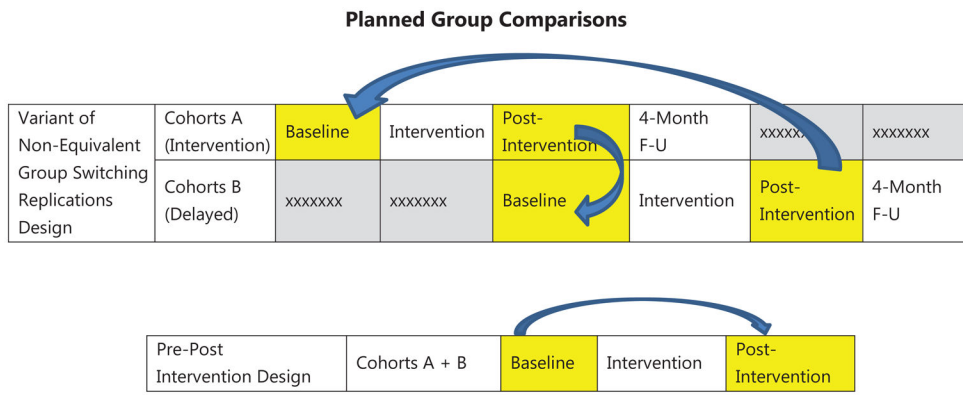 Planned Group Comparisons
Variant of
Non-Equivalent
Group Switching
Replications
Design
Cohorts A
(Intervention)
Baseline
Intervention
Post-
Intervention
4-Month
F-U
xxxxxxx
xxxxxxx
Cohorts B
(Delayed)
xxxxxxx
xxxxxxx
Baseline
Intervention
Post-
Intervention
4-Month
F-U
Pre-Post
Intervention Design
Cohorts A + B
Baseline
Intervention
Post-
Intervention